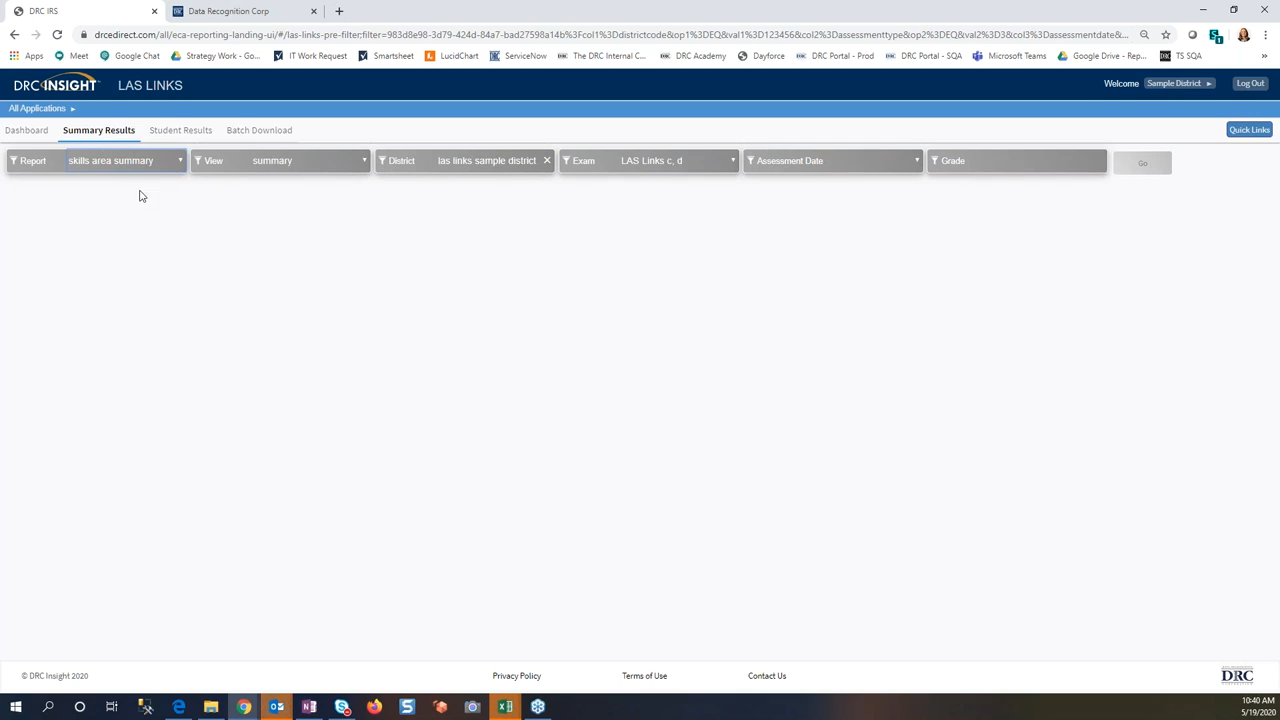 DRC IRS
Data Recognition Corp
drcedirect.com/all/eca-reporting-landing-ui/#/las-links-pre-filter;filter=983d8e98-3d79-424d-84a7-bad27598a14b%3Fcol1%3Ddistrictcode&op1%3DEQ&val1%3D123456&col2%3Dassessmenttype&op2%3DEQ&val2%3D3&col3%3Dassessmentdate&...
Apps Meet Google Chat Strategy Work - Go... IT Work Request Smartsheet LucidChart ServiceNow The DRC Internal C... DRC Academy Dayforce DRC Portal - Prod DRC Portal - SQA Microsoft Teams Google Drive - Rep... TS SQA »
DRC INSIGHT LAS LINKS Welcome Sample District Log Out
All Applications
Dashboard Summary Results Student Results Batch Download Quick Links
Report skills area summary View summary District las links sample district Exam LAS Links c, d Assessment Date Grade Go
© DRC Insight 2020 Privacy Policy Terms of Use Contact Us DRC
10:40 AM
5/19/2020